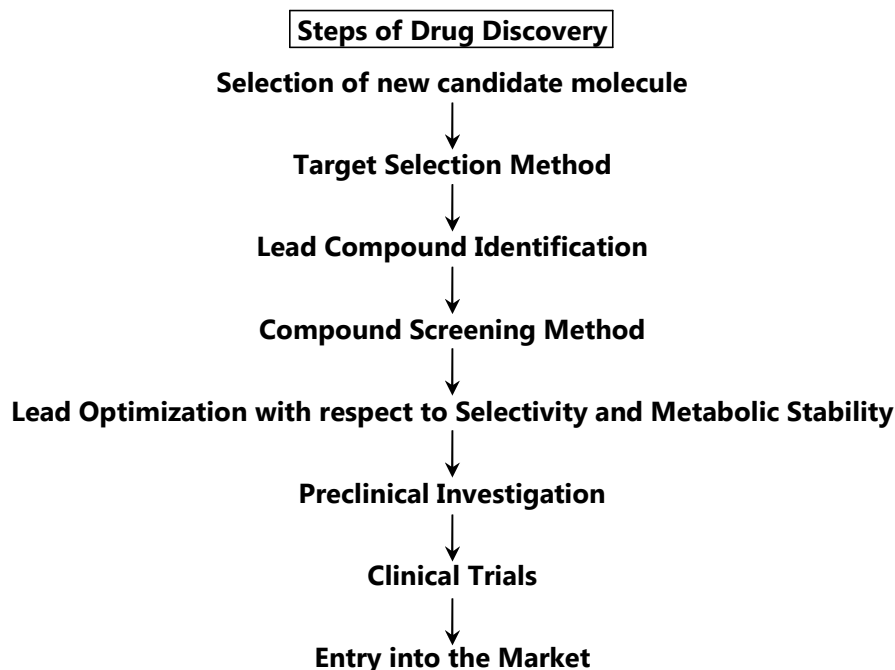 Steps of Drug Discovery
Selection of new candidate molecule
Target Selection Method
Lead Compound Identification
Compound Screening Method
Lead Optimization with respect to Selectivity and Metabolic Stability
Preclinical Investigation
Clinical Trials
Entry into the Market